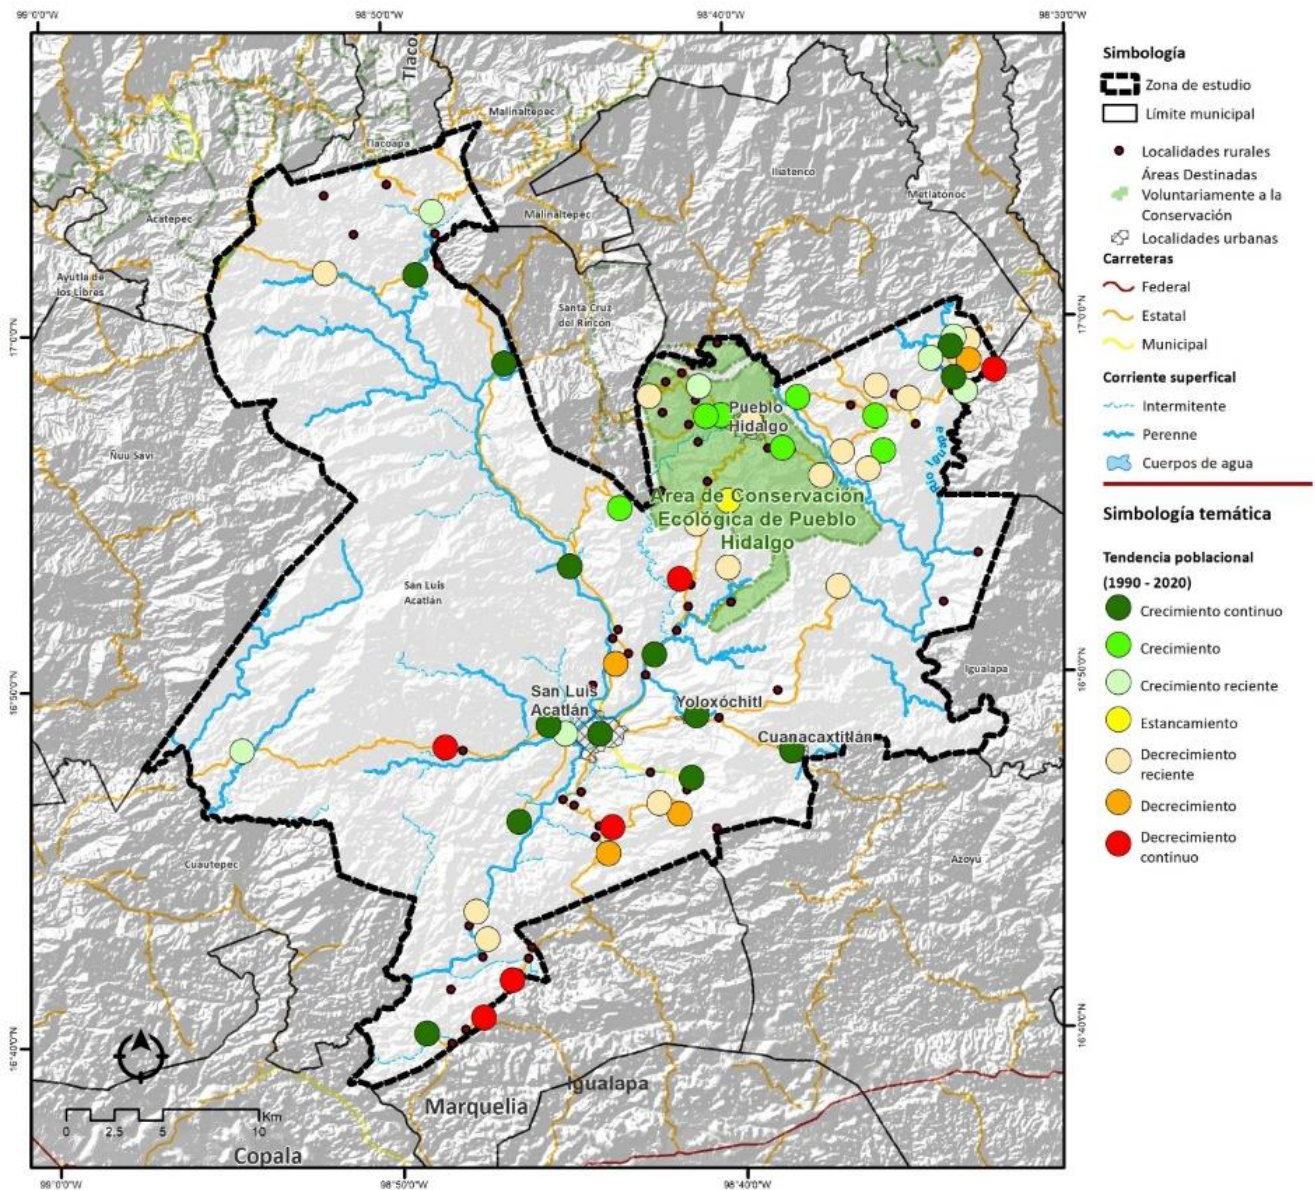 99°0'0"W
98°50'0"W
98°40'0"W
98°30'0"W
Tlaco
Malinaltepec
Tlacoapa
Iliatenco
Metlatonoc
Acatepec
Malinaltepec
Ayutla de
los Libres
Santa Cruz
del Rincon
17°0'0"N
17°0'0"N
Pueblo
Hidalgo
Ñuu Savi
Río Iguapa
Área de Conservación
Ecológica de Pueblo
Hidalgo
San Luis
Acatlán
16°50'0"N
16°50'0"N
Igualapa
San Luis
Acatlán
Yoloxóchitl
Cuanacaxtitlán
Cuautepec
Azoyú
16°40'0"N
16°40'0"N
Igualapa
Marquelia
Copala
Km
0
2.5
5
10
99°0'0"W
98°50'0"W
98°40'0"W
Simbología
Zona de estudio
Límite municipal
Localidades rurales
Áreas Destinadas
Voluntariamente a la
Conservación
Localidades urbanas
Carreteras
Federal
Estatal
Municipal
Corriente superfical
Intermitente
Perenne
Cuerpos de agua
Simbología temática
Tendencia poblacional
(1990 - 2020)
Crecimiento continuo
Crecimiento
Crecimiento reciente
Estancamiento
Decrecimiento
reciente
Decrecimiento
Decrecimiento
continuo